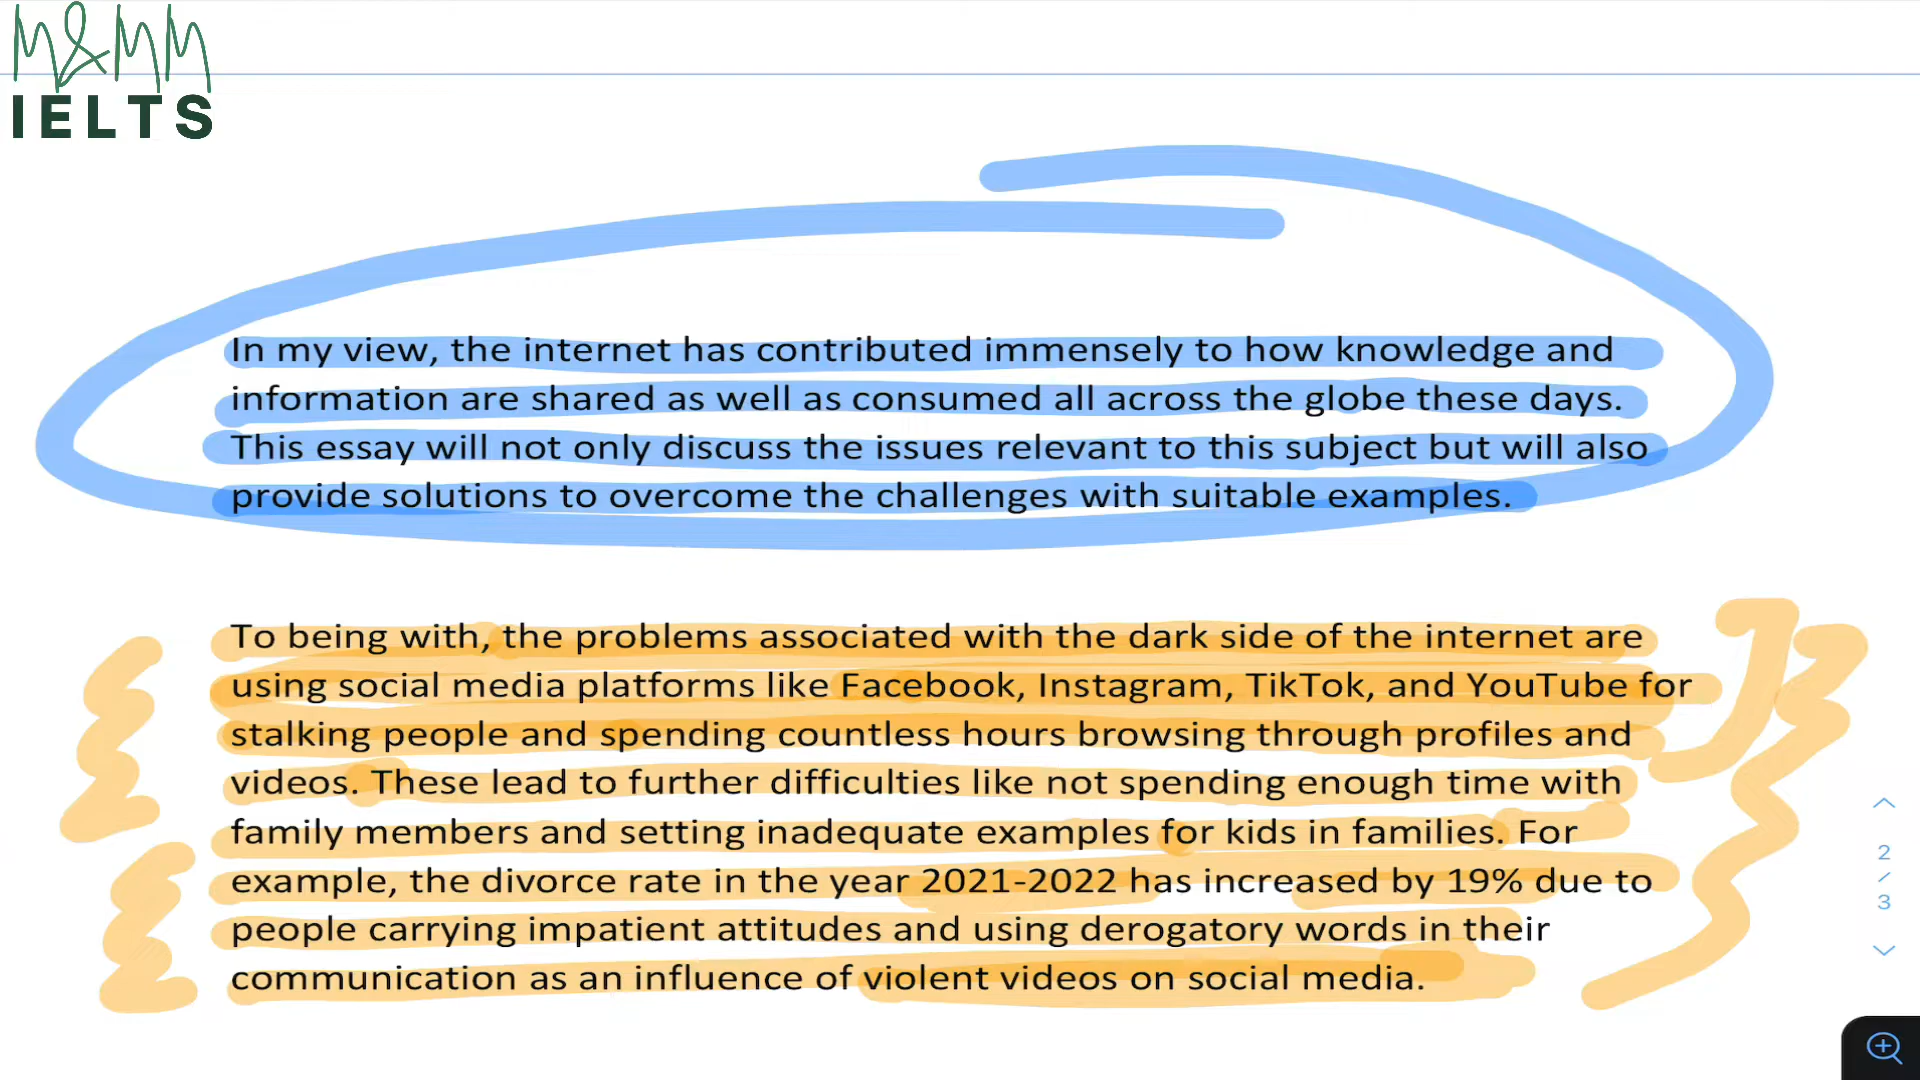 M&MM
IELTS
In my view, the internet has contributed immensely to how knowledge and
information are shared as well as consumed all across the globe these days.
This essay will not only discuss the issues relevant to this subject but will also
provide solutions to overcome the challenges with suitable examples.
To being with, the problems associated with the dark side of the internet are
using social media platforms like Facebook, Instagram, TikTok, and YouTube for
stalking people and spending countless hours browsing through profiles and
videos. These lead to further difficulties like not spending enough time with
family members and setting inadequate examples for kids in families. For
example, the divorce rate in the year 2021-2022 has increased by 19% due to
people carrying impatient attitudes and using derogatory words in their
communication as an influence of violent videos on social media.
2
/
3